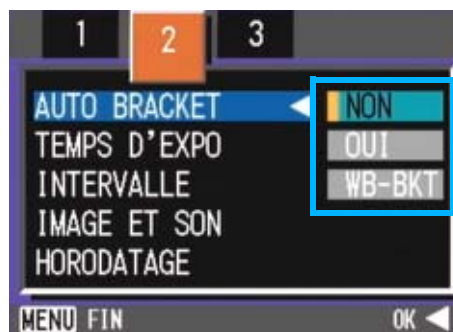 1 2 3
AUTO BRACKET NON
TEMPS D'EXPO OUI
INTERVALLE WB-BKT
IMAGE ET SON
HORODATAGE
MENU FIN OK